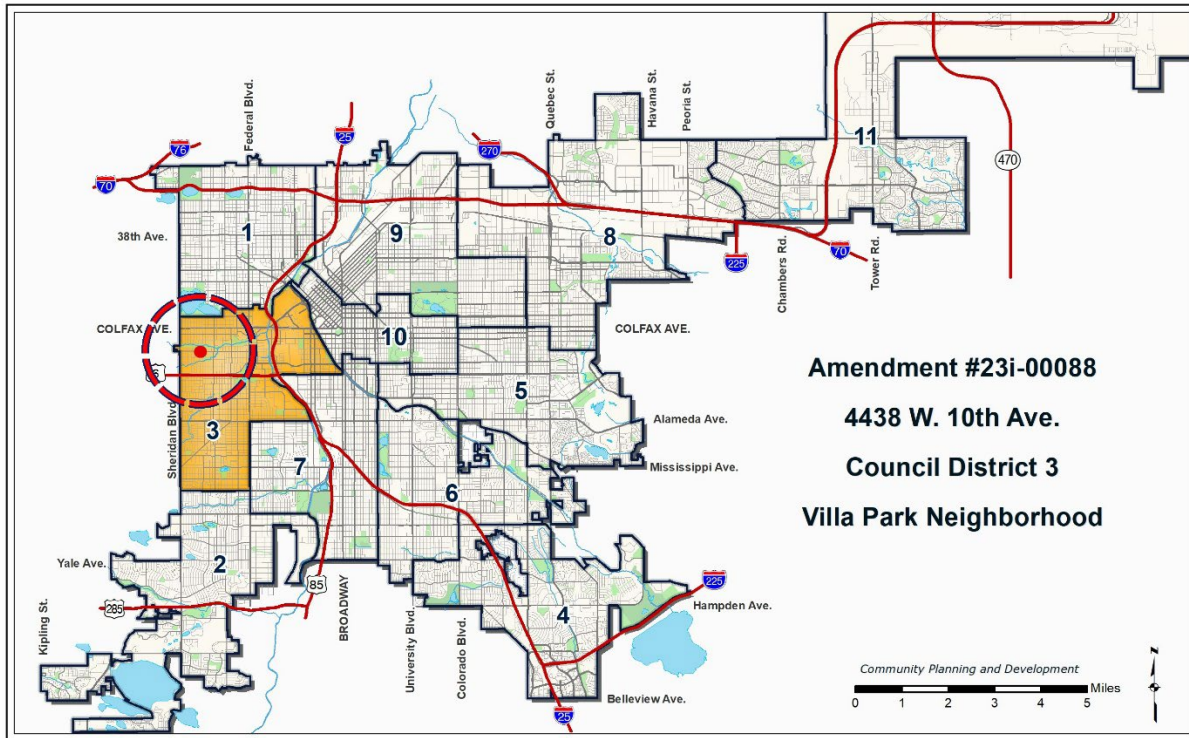 Federal Blvd.
25
Quebec St.
Havana St.
Peoria St.
76
270
11
470
70
38th Ave.
1
9
8
Chambers Rd.
Tower Rd.
225
70
COLFAX AVE.
10
COLFAX AVE.
Amendment #23i-00088
4438 W. 10th Ave.
Council District 3
Villa Park Neighborhood
5
Sheridan Blvd
3
Alameda Ave.
7
Mississippi Ave.
6
Yale Ave.
2
85
225
285
Kipling St.
BROADWAY
University Blvd.
Colorado Blvd.
4
Hampden Ave.
Belleview Ave.
25
Community Planning and Development
Miles
0 1 2 3 4 5
N